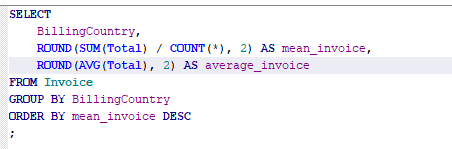 SELECT
BillingCountry,
ROUND(SUM(Total) / COUNT(*), 2) AS mean_invoice,
ROUND(AVG(Total), 2) AS average_invoice
FROM Invoice
GROUP BY BillingCountry
ORDER BY mean_invoice DESC
;